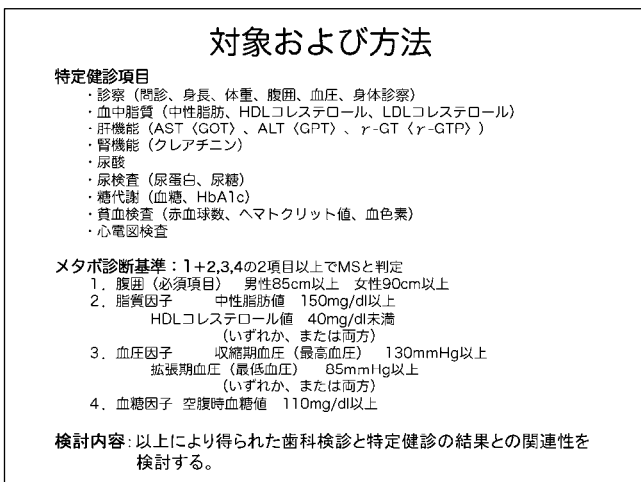 対象および方法
特定健診項目
・診察（問診、身長、体重、腹囲、血圧、身体診察）
・血中脂質（中性脂肪、HDLコレステロール、LDLコレステロール）
・肝機能（AST〈GOT〉、ALT〈GPT〉、γ-GT〈γ-GTP〉）
・腎機能（クレアチニン）
・尿酸
・尿検査（尿蛋白、尿糖）
・糖代謝（血糖、HbA1c）
・貧血検査（赤血球数、ヘマトクリット値、血色素）
・心電図検査
メタボ診断基準：1+2,3,4の2項目以上でMSと判定
1．腹囲（必須項目）　男性85cm以上　女性90cm以上
2．脂質因子　中性脂肪値　150mg/dl以上
HDLコレステロール値　40mg/dl未満
（いずれか、または両方）
3．血圧因子　収縮期血圧（最高血圧）　130mmHg以上
拡張期血圧（最低血圧）　85mmHg以上
（いずれか、または両方）
4．血糖因子　空腹時血糖値　110mg/dl以上
検討内容：以上により得られた歯科検診と特定健診の結果との関連性を
検討する。